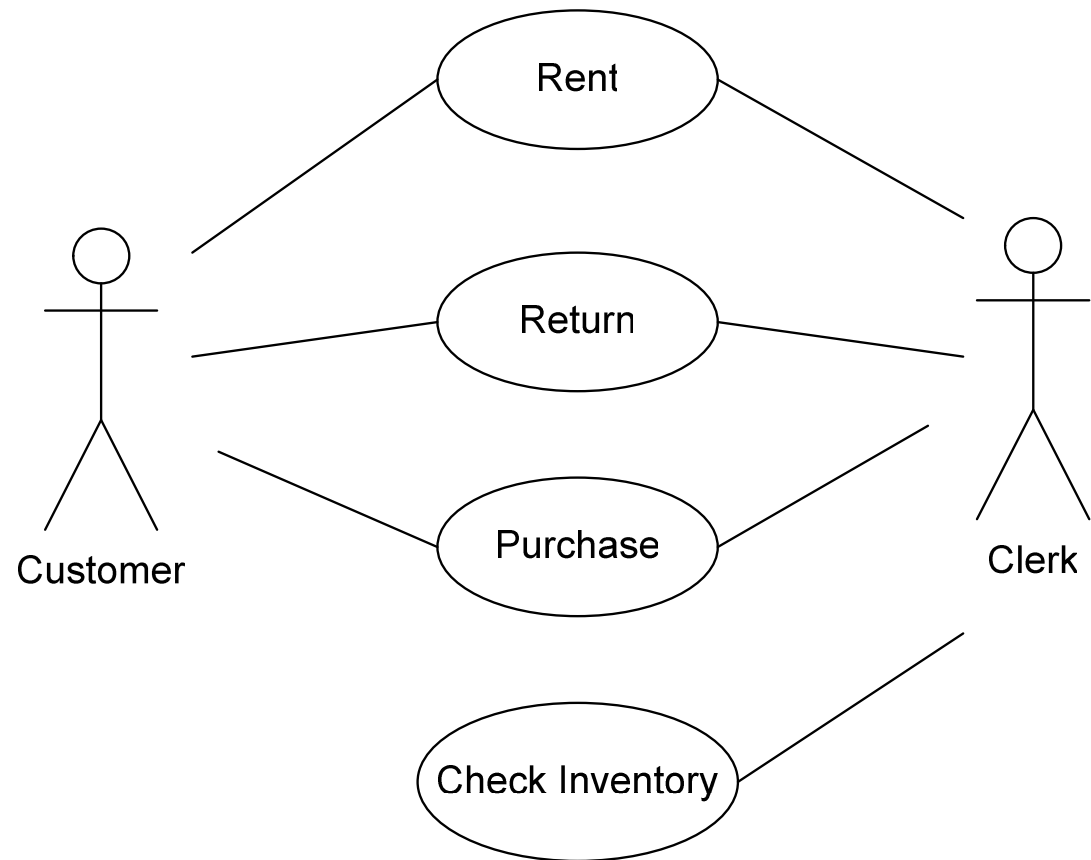 Rent
Return
Purchase
Customer
Clerk
Check Inventory